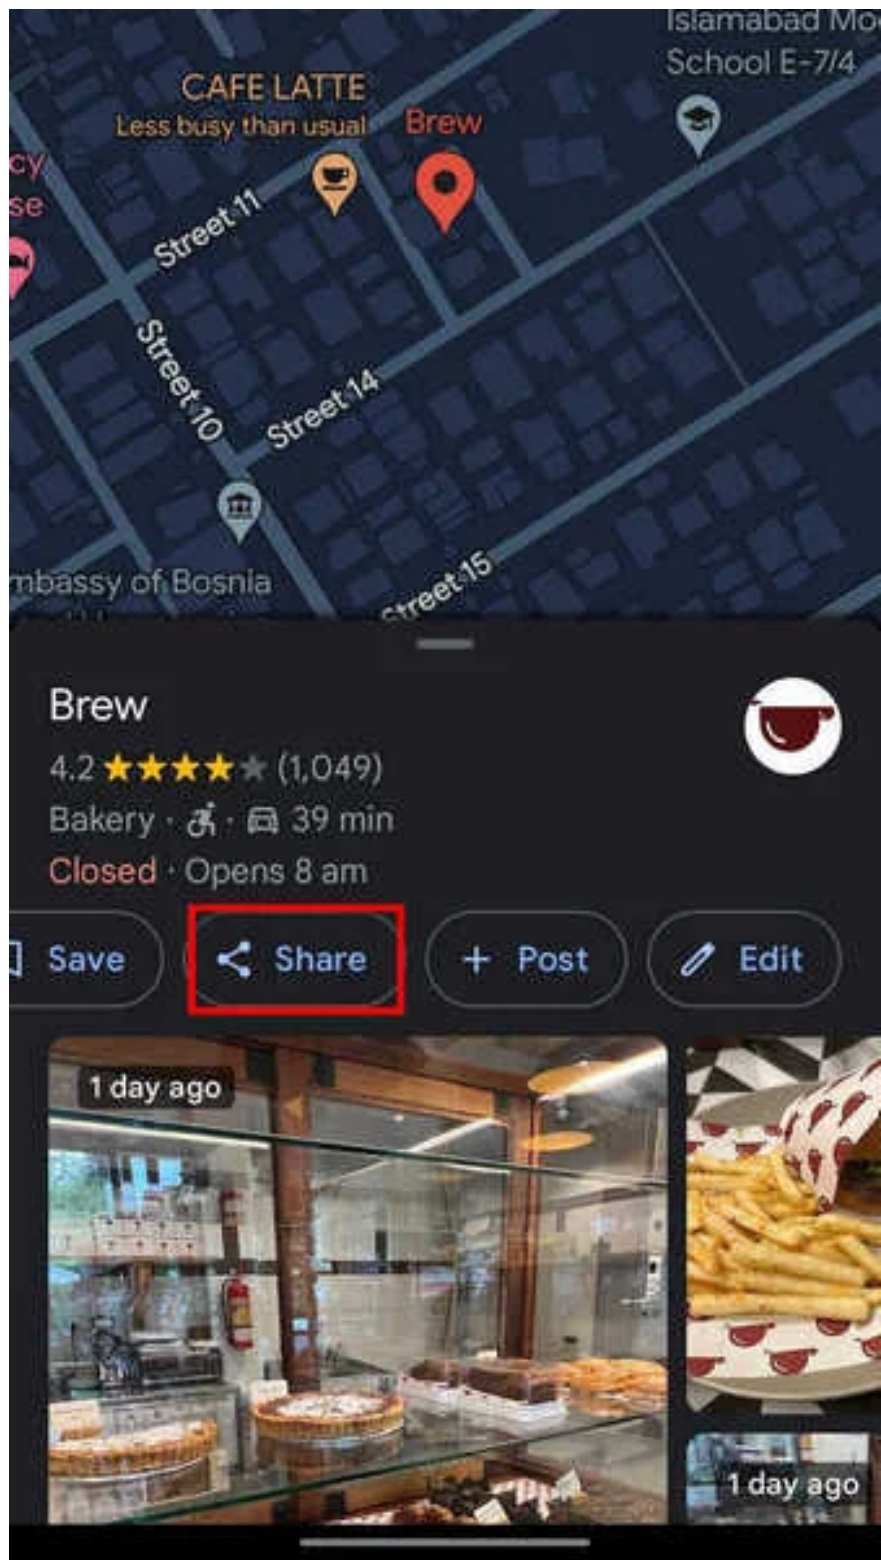 Islamabad Mo
School E-7/4
CAFE LATTE
Less busy than usual
Brew
cy
se
Street 11
Street 10
Street 14
mbassy of Bosnia
Street 15
Brew
4.2 (1,049)
Bakery · 39 min
Closed · Opens 8 am
Save
Share
+ Post
Edit
1 day ago
1 day ago